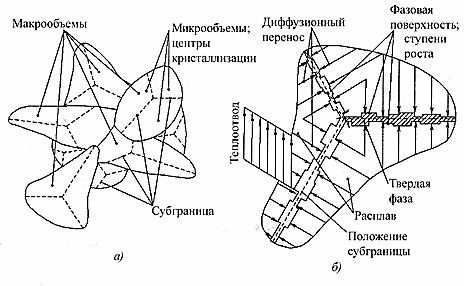 Макрообъемы
Микрообъемы;
центры
кристаллизации
Субграница
а)
Диффузионный
перенос
Фазовая
поверхность;
ступени
роста
Теплоотвод
Твердая
фаза
Расплав
Положение
субграницы
б)